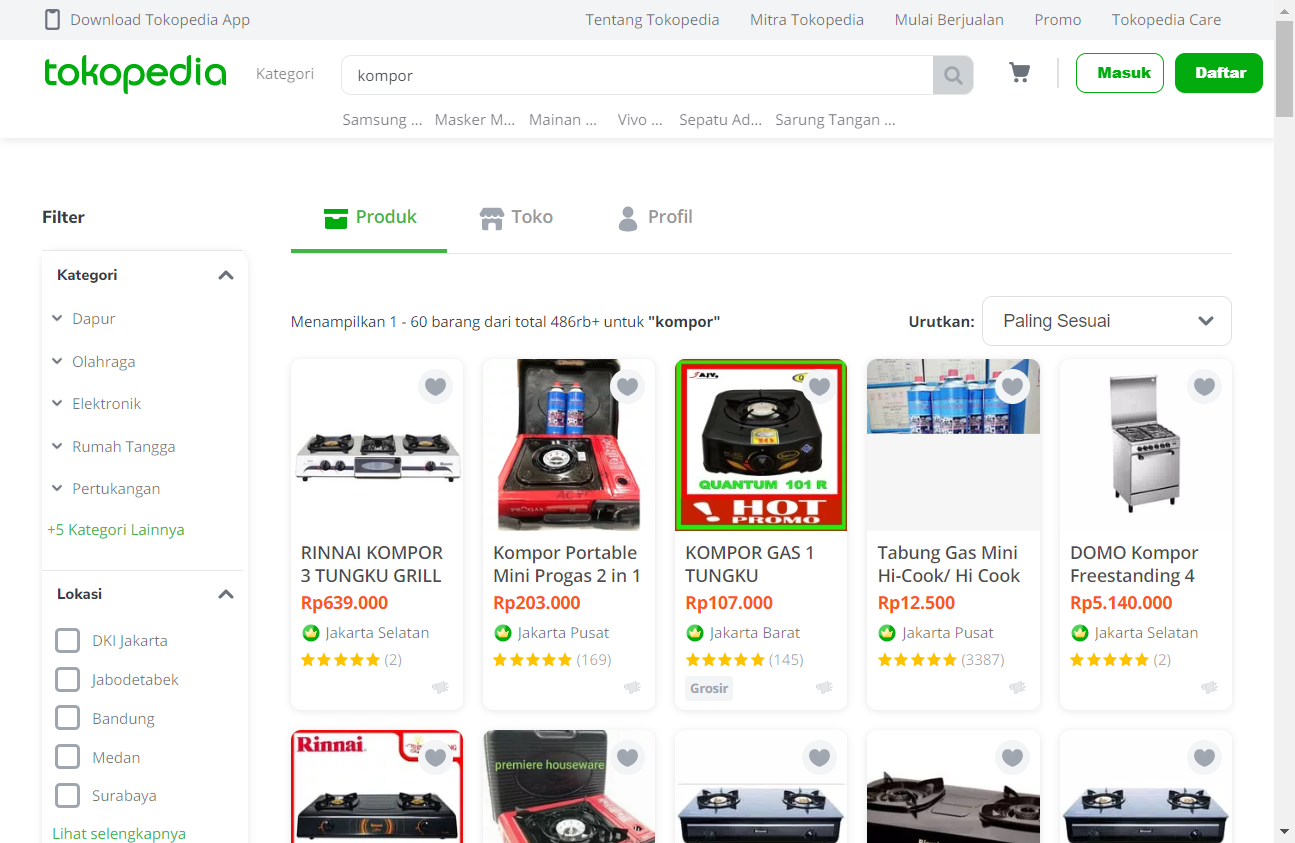 Download Tokopedia App
Tentang Tokopedia
Mitra Tokopedia
Mulai Berjualan
Promo
Tokopedia Care
tokopedia
Kategori
kompor
Masuk
Daftar
Samsung ...
Masker M...
Mainan ...
Vivo ...
Sepatu Ad...
Sarung Tangan ...
Filter
Produk
Toko
Profil
Kategori
Dapur
Olahraga
Elektronik
Rumah Tangga
Pertukangan
+5 Kategori Lainnya
Lokasi
DKI Jakarta
Jabodetabek
Bandung
Medan
Surabaya
Lihat selengkapnya
Menampilkan 1 - 60 barang dari total 486rb+ untuk "kompor"
Urutkan:
Paling Sesuai
RINNAI KOMPOR
3 TUNGKU GRILL
Rp639.000
Jakarta Selatan
(2)
Kompor Portable
Mini Progas 2 in 1
Rp203.000
Jakarta Pusat
(169)
QUANTUM 101 R
HOT
PROMO
KOMPOR GAS 1
TUNGKU
Rp107.000
Jakarta Barat
(145)
Grosir
Tabung Gas Mini
Hi-Cook/ Hi Cook
Rp12.500
Jakarta Pusat
(3387)
DOMO Kompor
Freestanding 4
Rp5.140.000
Jakarta Selatan
(2)
Rinnai
premiere houseware